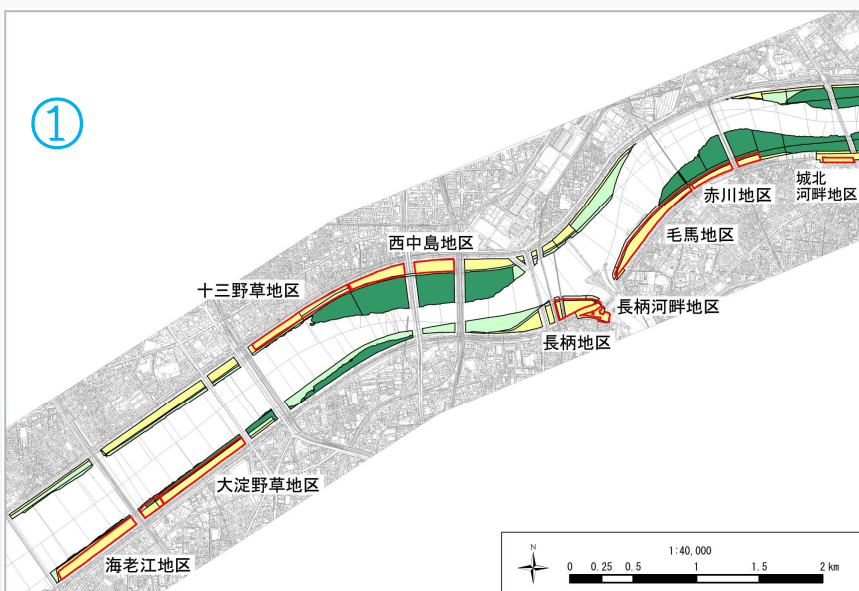 ①
城北
河畔地区
赤川地区
毛馬地区
西中島地区
十三野草地区
長柄河畔地区
長柄地区
大淀野草地区
海老江地区
N
1:40,000
0 0.25 0.5 1 1.5 2 km